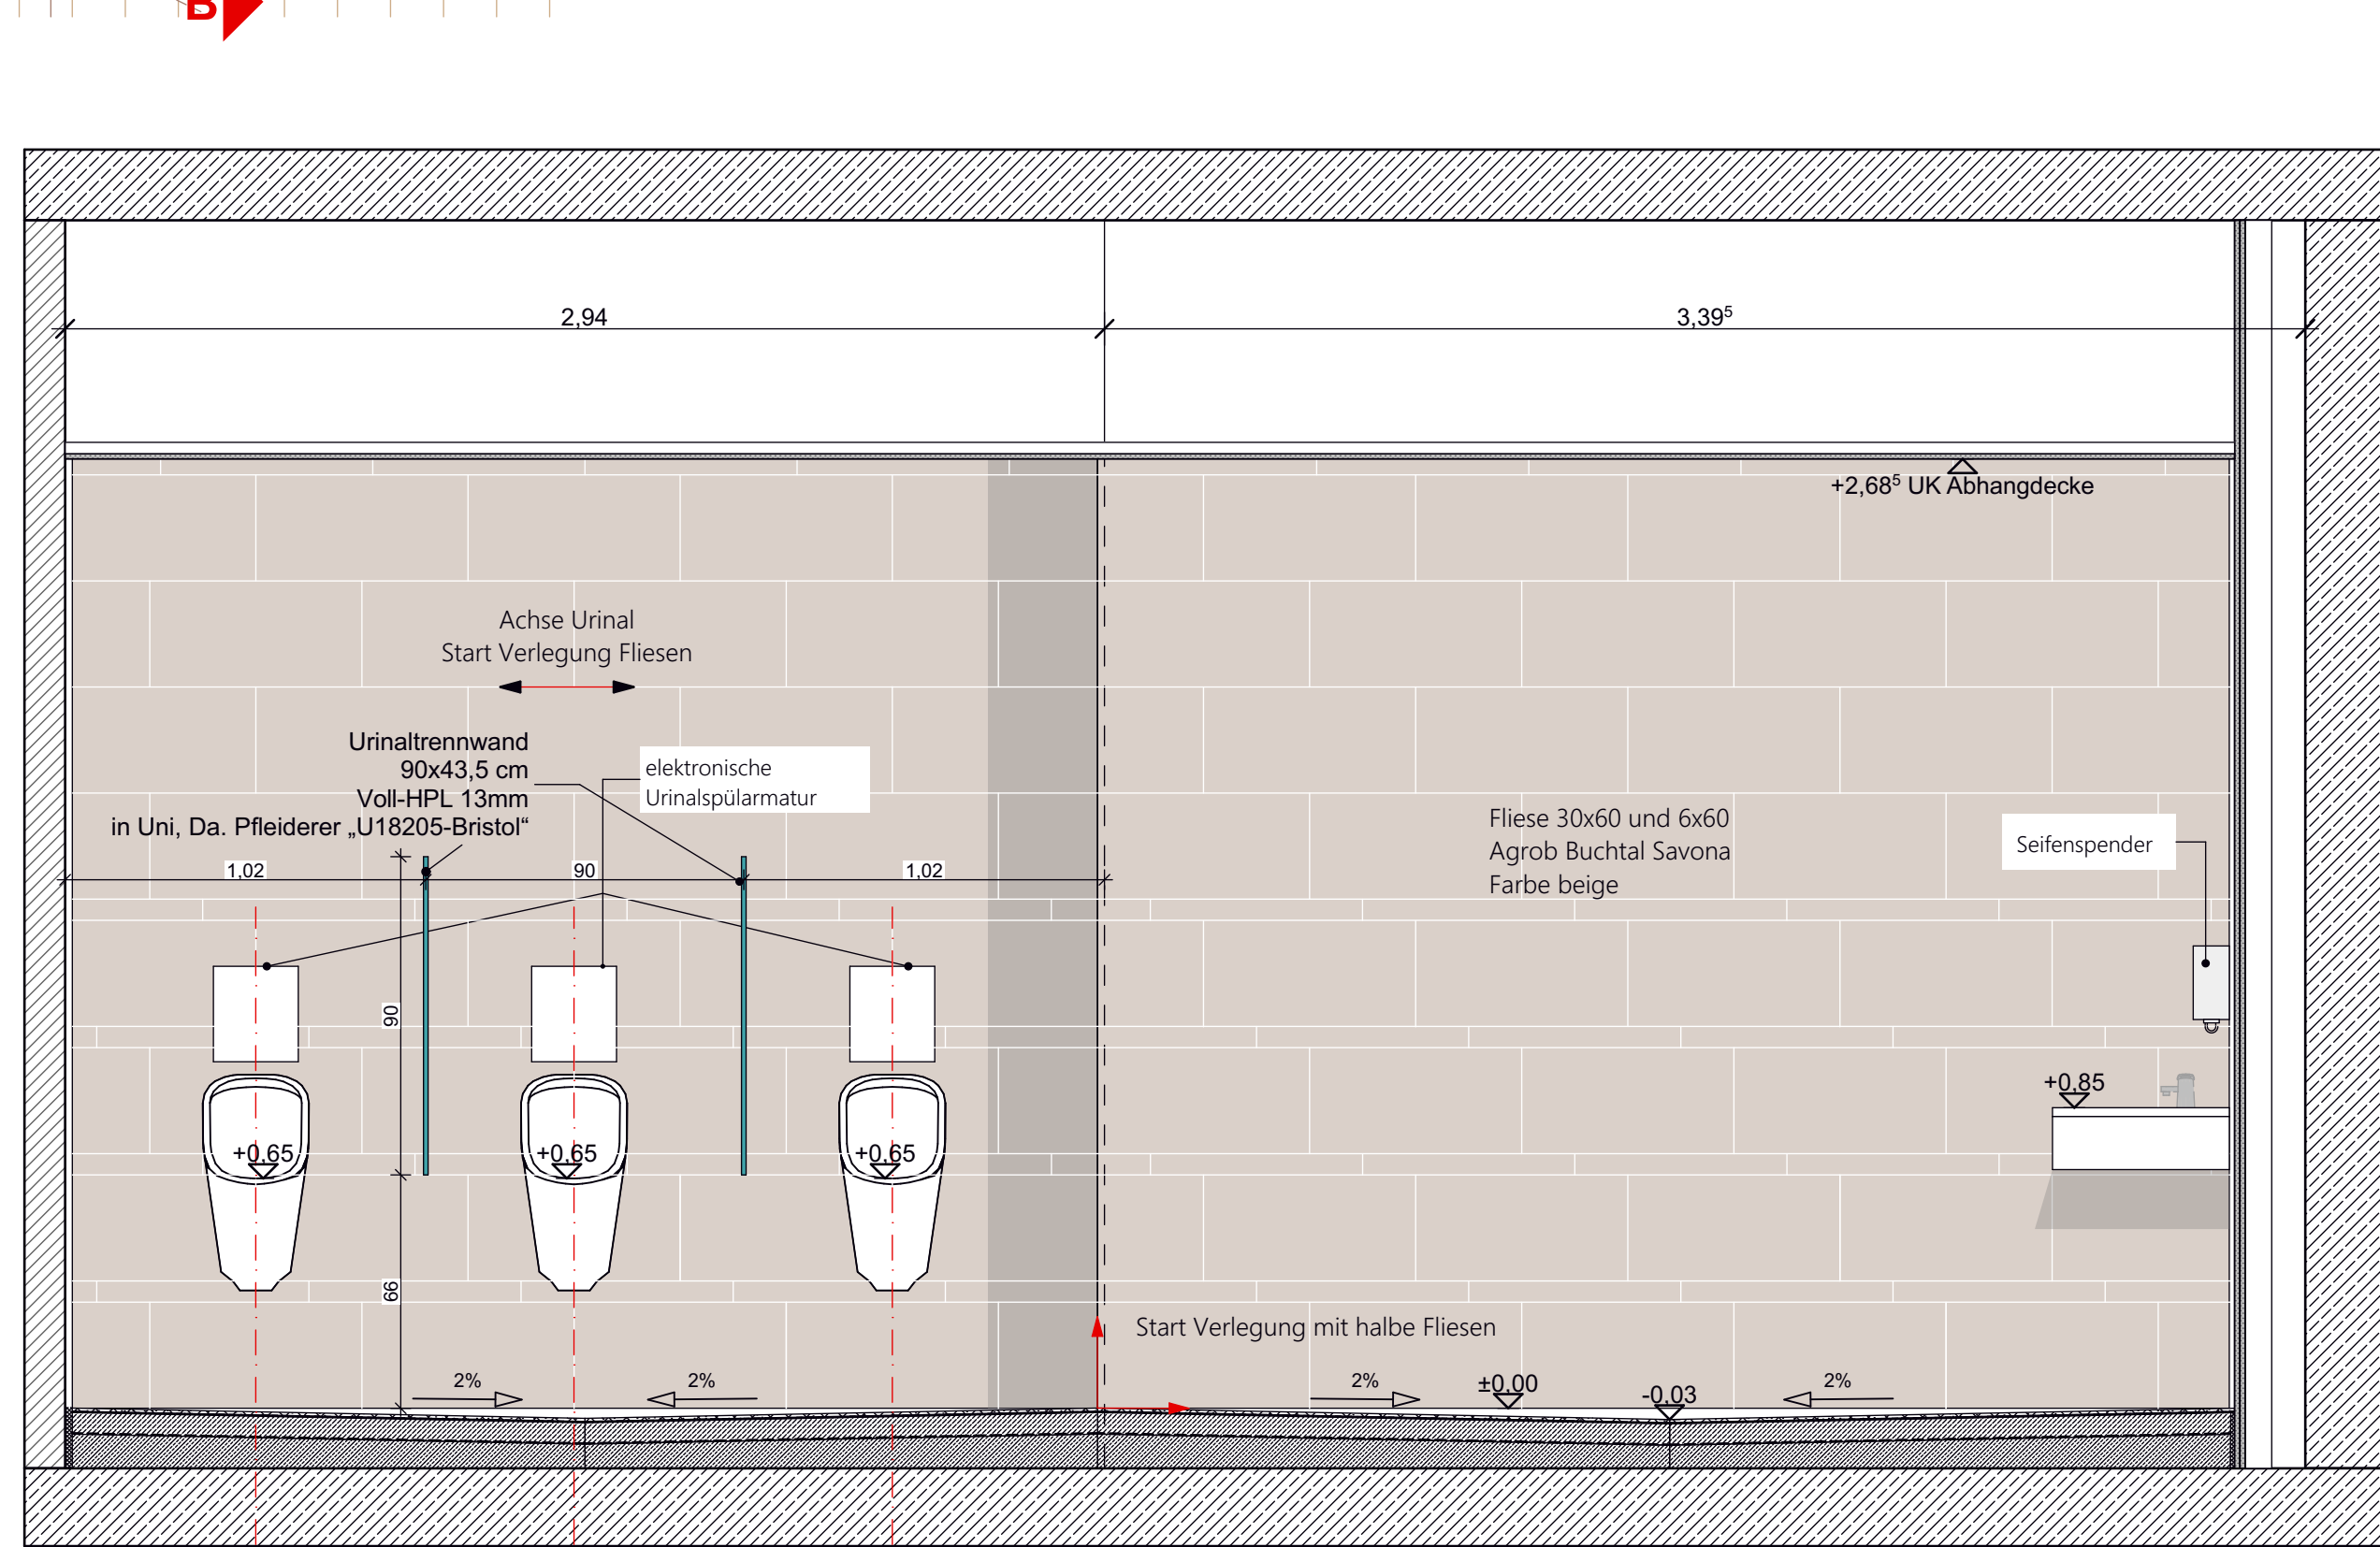 B
2,94
3,39⁵
+2,68⁵ UK Abhangdecke
Achse Urinal
Start Verlegung Fliesen
Urinaltrennwand
90x43,5 cm
Voll-HPL 13mm
in Uni, Da. Pfleiderer „U18205-Bristol“
elektronische
Urinalspülarmatur
Fliese 30x60 und 6x60
Agrob Buchtal Savona
Farbe beige
Seifenspender
1,02
90
1,02
90
+0,85
+0,65
+0,65
+0,65
66
Start Verlegung mit halbe Fliesen
2%
2%
2%
±0,00
-0,03
2%